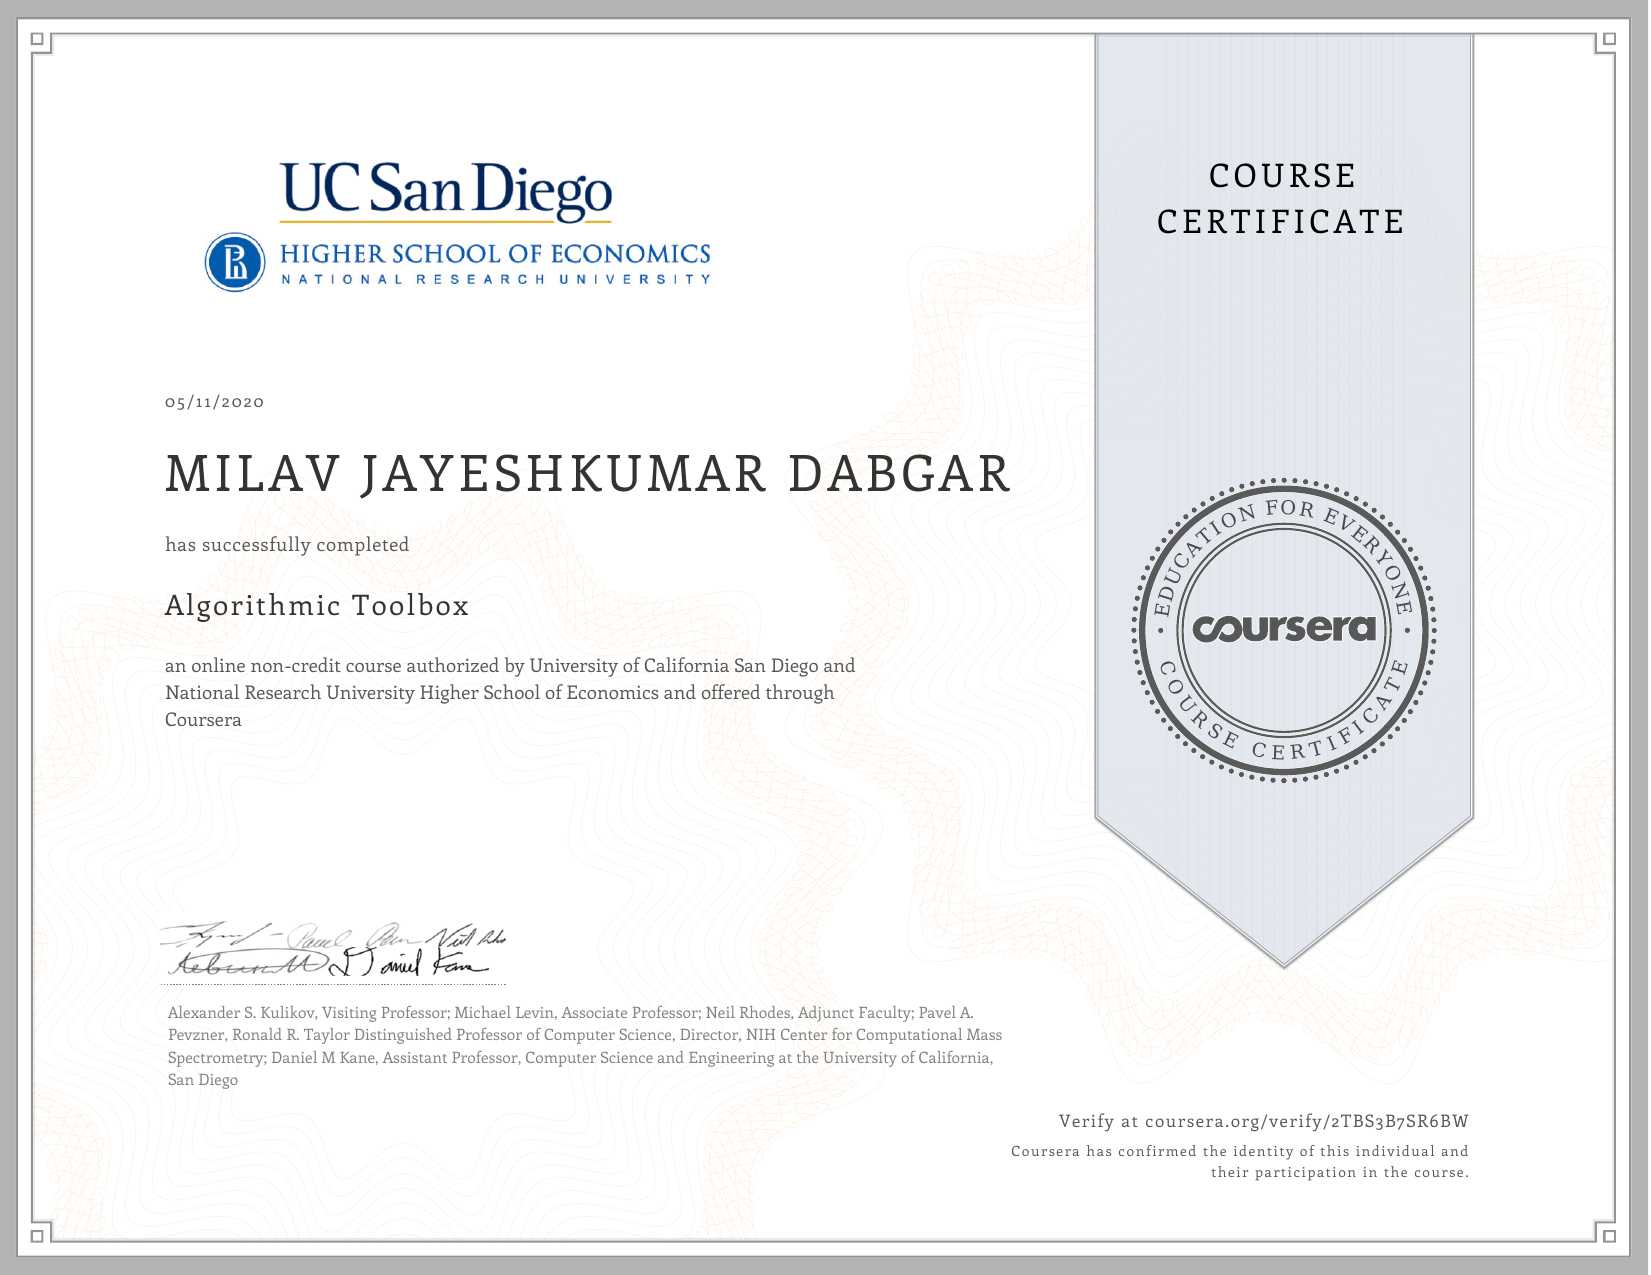 UC San Diego
HIGHER SCHOOL OF ECONOMICS
NATIONAL RESEARCH UNIVERSITY
COURSE
CERTIFICATE
05/11/2020
MILAV JAYESHKUMAR DABGAR
has successfully completed
Algorithmic Toolbox
an online non-credit course authorized by University of California San Diego and
National Research University Higher School of Economics and offered through
Coursera
EDUCATION FOR EVERYONE
coursera
COURSE CERTIFICATE
Daniel Kane
Alexander S. Kulikov, Visiting Professor; Michael Levin, Associate Professor; Neil Rhodes, Adjunct Faculty; Pavel A.
Pevzner, Ronald R. Taylor Distinguished Professor of Computer Science, Director, NIH Center for Computational Mass
Spectrometry; Daniel M Kane, Assistant Professor, Computer Science and Engineering at the University of California,
San Diego
Verify at coursera.org/verify/2TBS3B7SR6BW
Coursera has confirmed the identity of this individual and
their participation in the course.